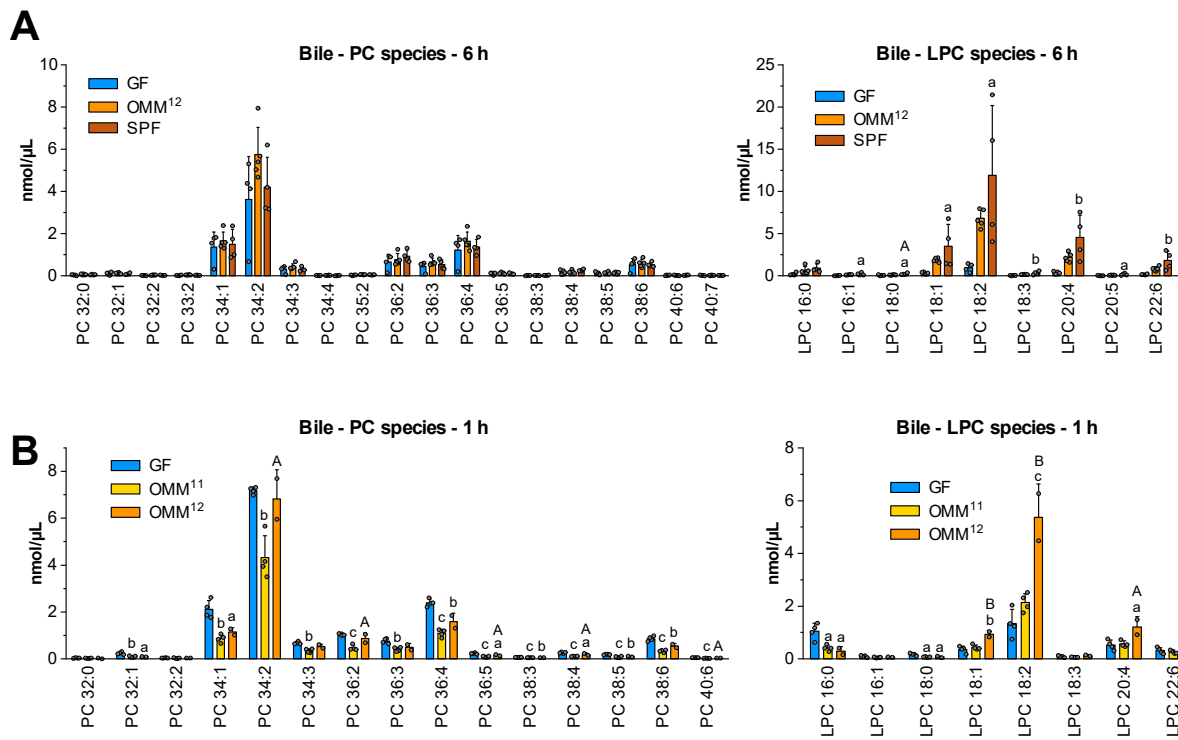 A
Bile - PC species - 6 h
nmol/µL
10
8
6
4
2
0
GF
OMM¹²
SPF
PC 32:0
PC 32:1
PC 32:2
PC 33:2
PC 34:1
PC 34:2
PC 34:3
PC 34:4
PC 35:2
PC 36:2
PC 36:3
PC 36:4
PC 36:5
PC 38:3
PC 38:4
PC 38:5
PC 38:6
PC 40:6
PC 40:7
Bile - LPC species - 6 h
nmol/µL
25
20
15
10
5
0
GF
OMM¹²
SPF
a
A
a
a
a
b
b
a
b
LPC 16:0
LPC 16:1
LPC 18:0
LPC 18:1
LPC 18:2
LPC 18:3
LPC 20:4
LPC 20:5
LPC 22:6
B
Bile - PC species - 1 h
nmol/µL
8
6
4
2
0
GF
OMM¹¹
OMM¹²
b a
b a
b A
b
c A
c
c b
c A
a
c b
c A
a
c b
c b
c A
PC 32:0
PC 32:1
PC 32:2
PC 34:1
PC 34:2
PC 34:3
PC 36:2
PC 36:3
PC 36:4
PC 36:5
PC 38:3
PC 38:4
PC 38:5
PC 38:6
PC 40:6
Bile - LPC species - 1 h
nmol/µL
8
6
4
2
0
GF
OMM¹¹
OMM¹²
a a
a a
B
b
B
c
A
a
LPC 16:0
LPC 16:1
LPC 18:0
LPC 18:1
LPC 18:2
LPC 18:3
LPC 20:4
LPC 22:6